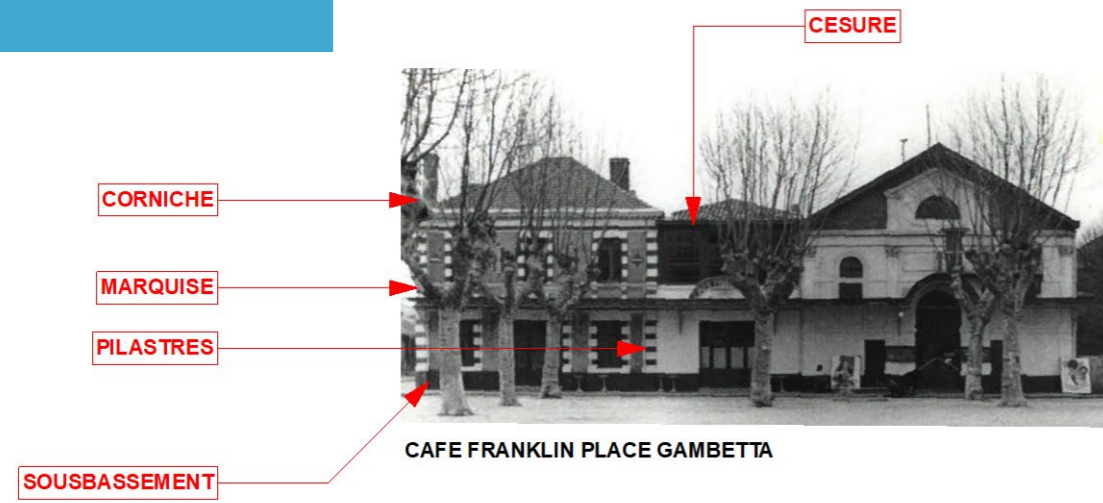 CESURE
CORNICHE
MARQUISE
PILASTRES
CAFE FRANKLIN PLACE GAMBETTA
SOUSBASSEMENT